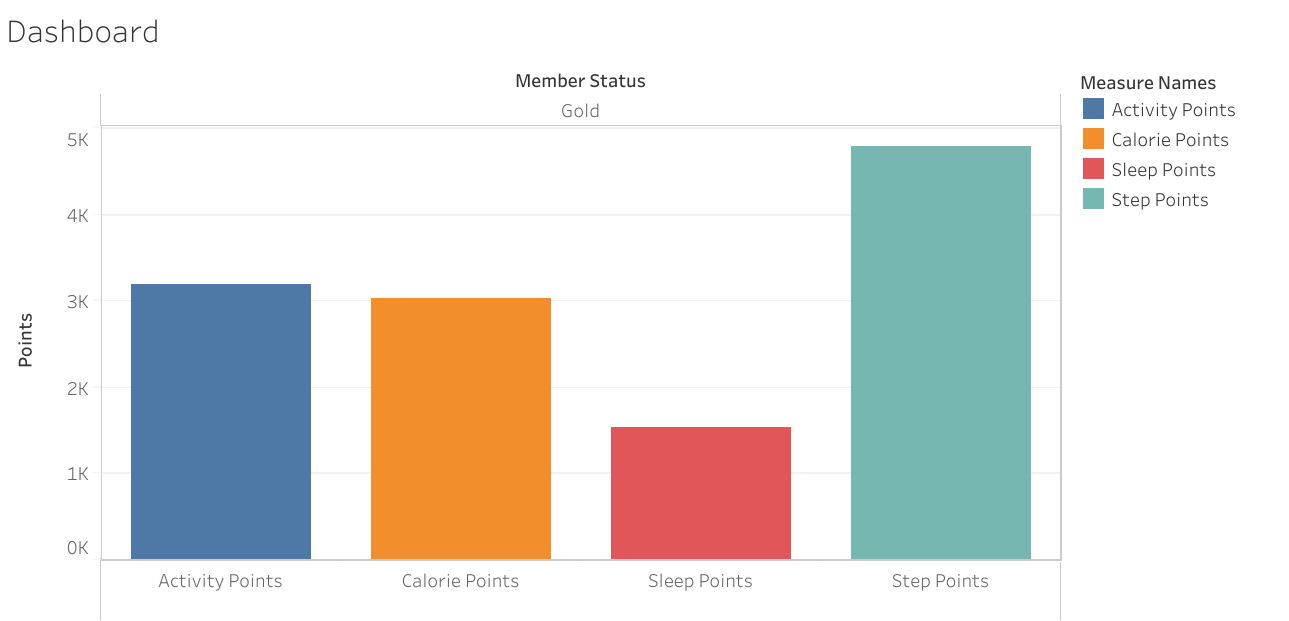 Dashboard
Member Status
Gold
Measure Names
Activity Points
Calorie Points
Sleep Points
Step Points
5K
4K
3K
2K
1K
0K
Points
Activity Points
Calorie Points
Sleep Points
Step Points